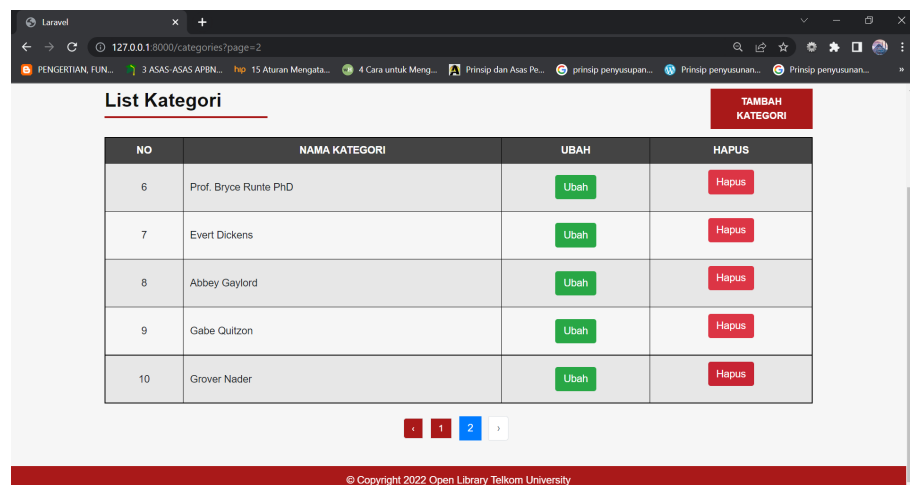 Laravel
127.0.0.1:8000/categories?page=2
PENGERTIAN, FUN... 3 ASAS-ASAS APBN... hip 15 Aturan Mengata... 4 Cara untuk Meng... Prinsip dan Asas Pe... prinsip penyusupan... Prinsip penyusunan... Prinsip penyusunan...
List Kategori
TAMBAH
KATEGORI
NO NAMA KATEGORI UBAH HAPUS
6 Prof. Bryce Runte PhD Ubah Hapus
7 Evert Dickens Ubah Hapus
8 Abbey Gaylord Ubah Hapus
9 Gabe Quitzon Ubah Hapus
10 Grover Nader Ubah Hapus
‹ 1 2 ›
© Copyright 2022 Open Library Telkom University